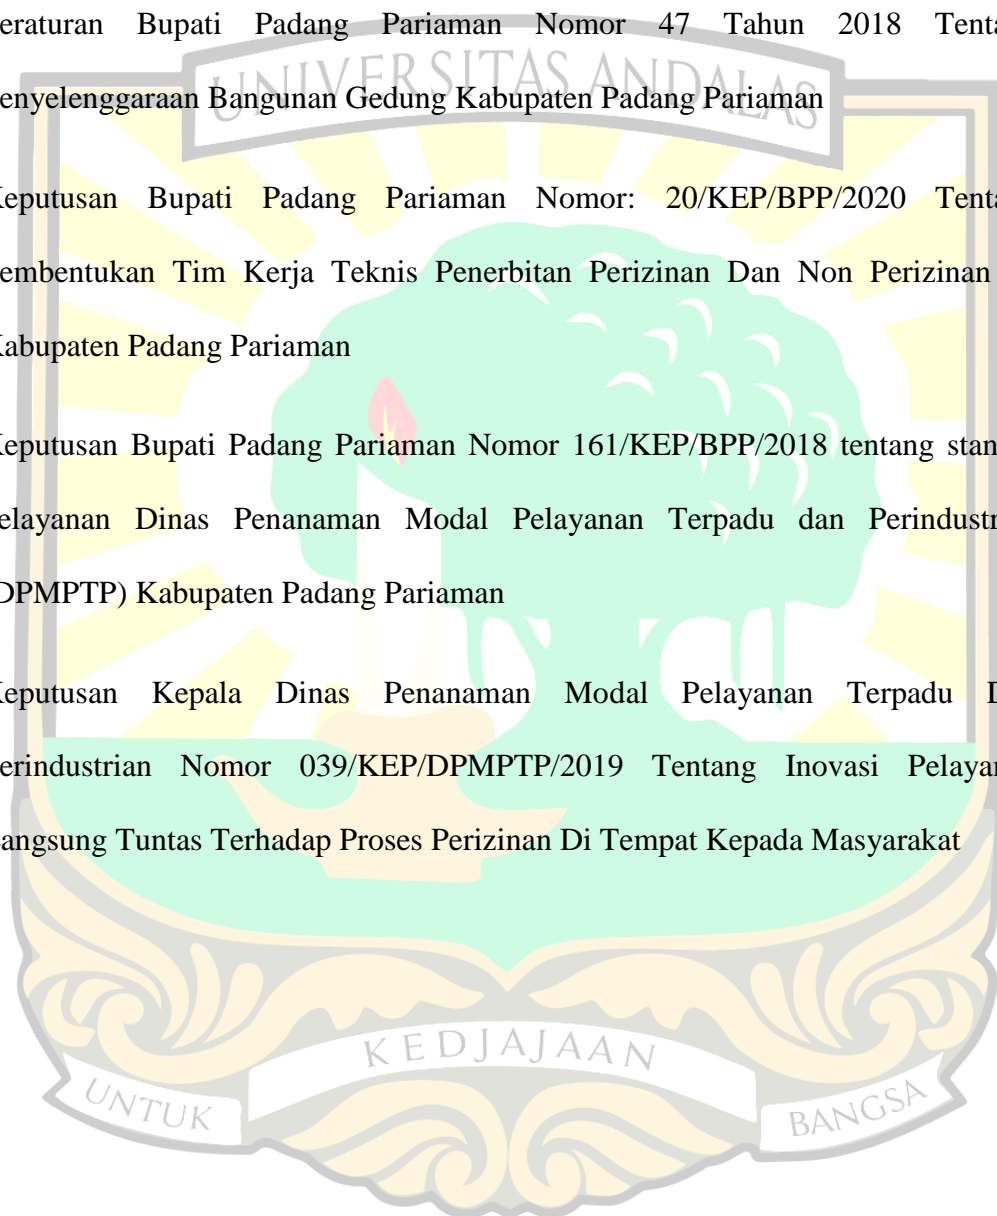 eraturan Bupati Padang Pariaman Nomor 47 Tahun 2018 Tenta
UNIVERSITAS ANDALAS
enyelenggaraan Bangunan Gedung Kabupaten Padang Pariaman
Keputusan Bupati Padang Pariaman Nomor: 20/KEP/BPP/2020 Tenta
embentukan Tim Kerja Teknis Penerbitan Perizinan Dan Non Perizinan
Kabupaten Padang Pariaman
Keputusan Bupati Padang Pariaman Nomor 161/KEP/BPP/2018 tentang stan
elayanan Dinas Penanaman Modal Pelayanan Terpadu dan Perindustr
DPMPTP) Kabupaten Padang Pariaman
Keputusan Kepala Dinas Penanaman Modal Pelayanan Terpadu D
erindustrian Nomor 039/KEP/DPMPTP/2019 Tentang Inovasi Pelayan
angsung Tuntas Terhadap Proses Perizinan Di Tempat Kepada Masyarakat
KEDJAJAAN
UNTUK
BANGSA